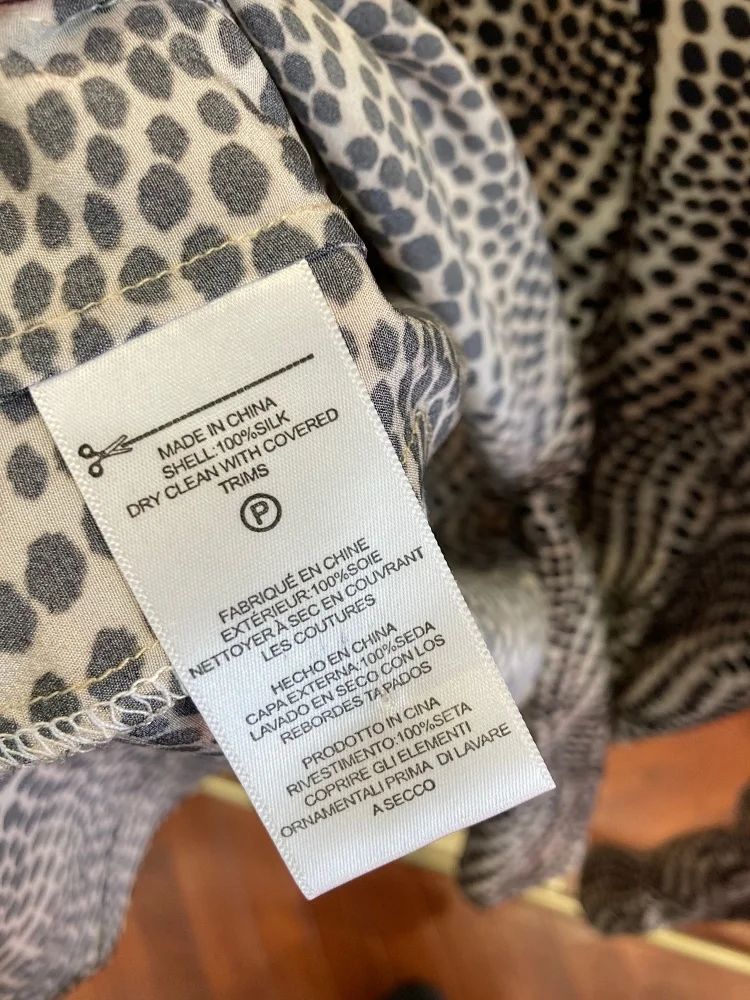 MADE IN CHINA
SHELL:100%SILK
DRY CLEAN WITH COVERED
TRIMS
P
FABRIQUÉ EN CHINE
EXTÉRIEUR:100%SOIE
NETTOYER À SEC EN COUVRANT
LES COUTURES
HECHO EN CHINA
CAPA EXTERNA:100%SEDA
LAVADO EN SECO CON LOS
REBORDES TAPADOS
PRODOTTO IN CINA
RIVESTIMENTO:100%SETA
COPRIRE GLI ELEMENTI
ORNAMENTALI PRIMA DI LAVARE
A SECCO